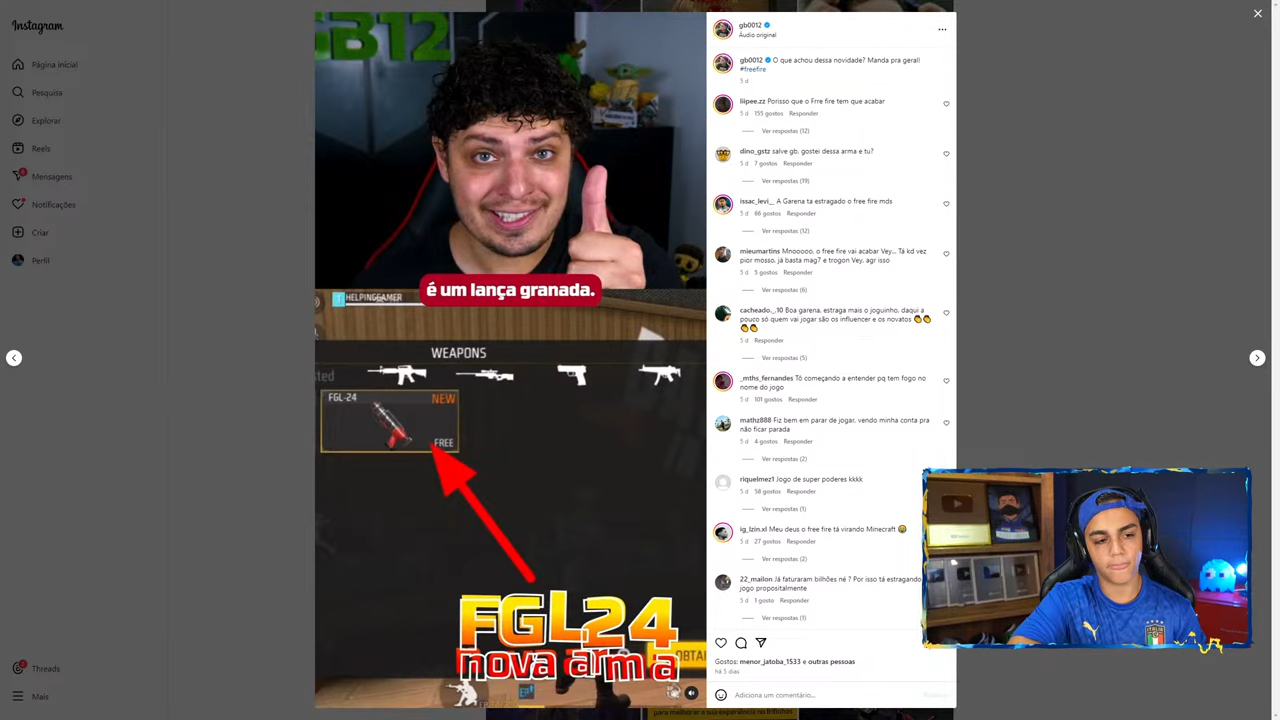 Instagram
Página inicial
Pesquisa
Explorar
Reels
Mensagens
Notificações
Criar
Perfil
Threads
Mais
GB12
é um lança granada.
HELPINGGAMER
WEAPONS
FGL-24
NEW
FREE
FGL24
nova arma
gb0012
Áudio original
gb0012 O que achou dessa novidade? Manda pra geral!
#freefire
5 d
liipee.zz Porisso que o Frre fire tem que acabar
5 d 155 gostos Responder
Ver respostas (12)
dino_gstz salve gb, gostei dessa arma e tu?
5 d 7 gostos Responder
Ver respostas (19)
issac_levi__ A Garena ta estragado o free fire mds
5 d 66 gostos Responder
Ver respostas (12)
mieumartins Mnooooo, o free fire vai acabar Vey... Tá kd vez
pior mosso, já basta mag7 e trogon Vey, agr isso
5 d 5 gostos Responder
Ver respostas (6)
cacheado._.10 Boa garena, estraga mais o joguinho, daqui a
pouco só quem vai jogar são os influencer e os novatos 👏👏
👏👏
5 d Responder
Ver respostas (5)
_mths_fernandes Tô começando a entender pq tem fogo no
nome do jogo
5 d 101 gostos Responder
mathz888 Fiz bem em parar de jogar, vendo minha conta pra
não ficar parada
5 d 4 gostos Responder
Ver respostas (2)
riquelmez1 Jogo de super poderes kkkk
5 d 58 gostos Responder
Ver respostas (1)
ig_lzin.xl Meu deus o free fire tá virando Minecraft 😭
5 d 27 gostos Responder
Ver respostas (2)
22_mailon Já faturaram bilhões né ? Por isso tá estragando
jogo propositalmente
5 d 1 gosto Responder
Ver respostas (1)
Gostos: menor_jatoba_1533 e outras pessoas
há 5 dias
Adiciona um comentário...
ITALIA